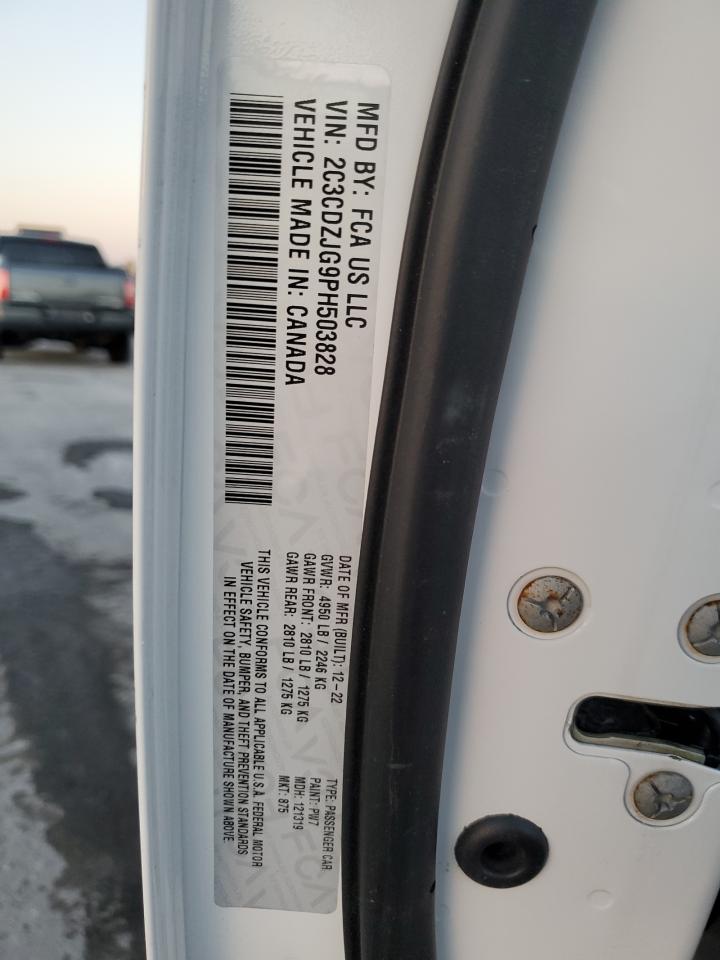 MFD BY: FCA US LLC
VIN: 2C3CDZJG9PH503828
VEHICLE MADE IN: CANADA
DATE OF MFR (BUILT): 12-22
GVWR: 4950 LB / 2246 KG
GAWR FRONT: 2810 LB / 1275 KG
GAWR REAR: 2810 LB / 1275 KG
TYPE: PASSENGER CAR
PAINT: PW7
MDH: 121319
MKT: 875
THIS VEHICLE CONFORMS TO ALL APPLICABLE U.S.A. FEDERAL MOTOR
VEHICLE SAFETY, BUMPER, AND THEFT PREVENTION STANDARDS
IN EFFECT ON THE DATE OF MANUFACTURE SHOWN ABOVE.